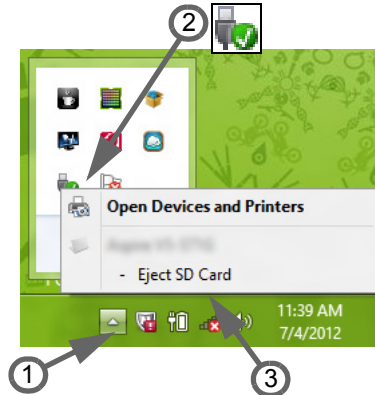 2
Open Devices and Printers
- Eject SD Card
11:39 AM
7/4/2012
1
3